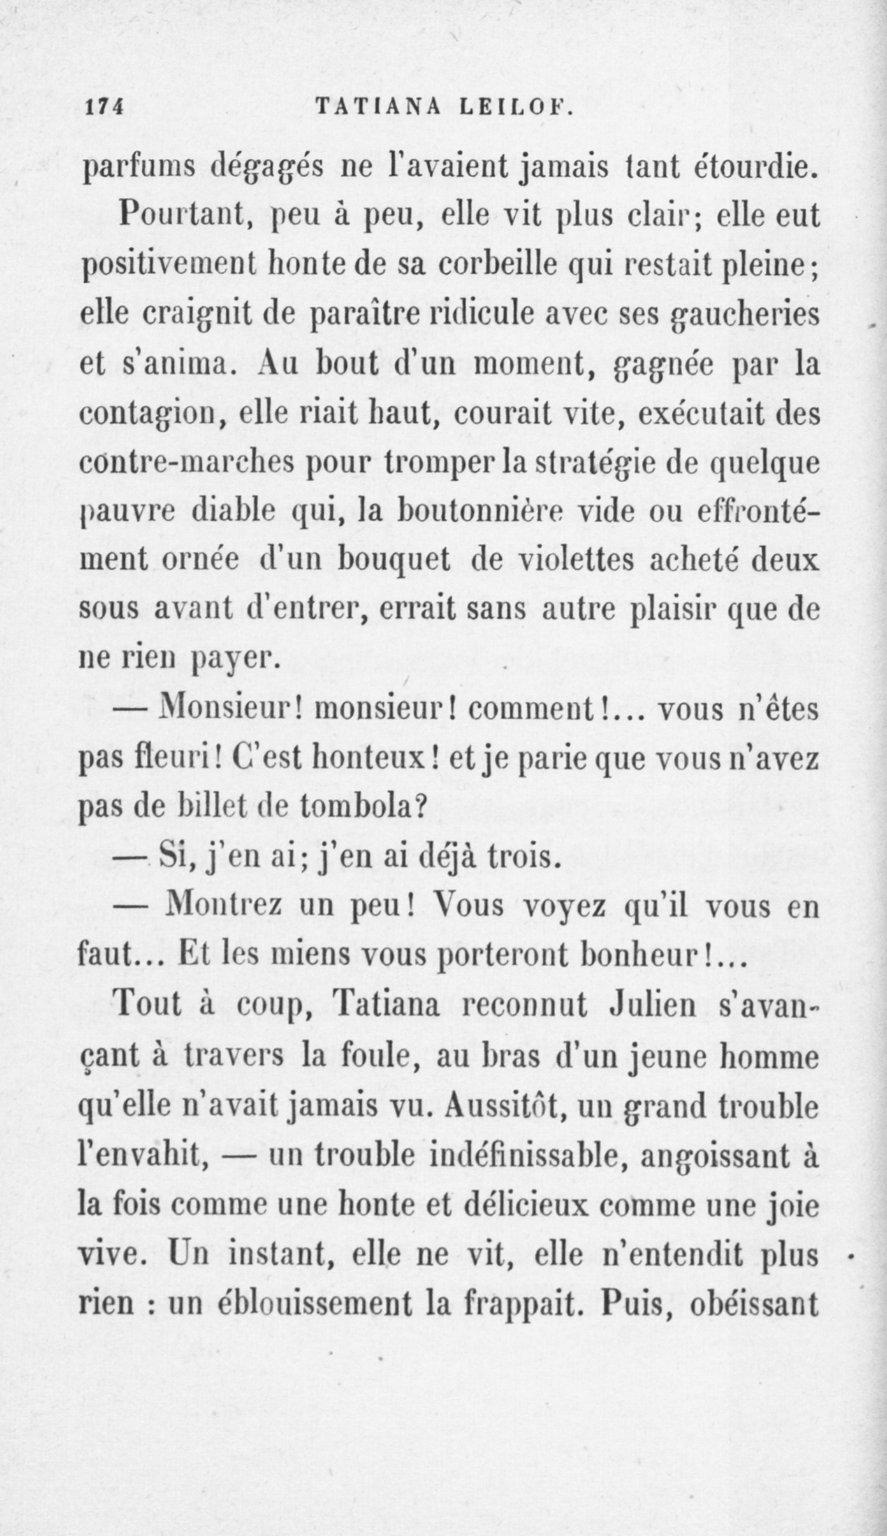 174 TATIANA LEILOF.
parfums dégagés ne l'avaient jamais tant étourdie.
Pourtant, peu à peu, elle vit plus clair; elle eut
positivement honte de sa corbeille qui restait pleine;
elle craignit de paraître ridicule avec ses gaucheries
et s'anima. Au bout d'un moment, gagnée par la
contagion, elle riait haut, courait vite, exécutait des
contre-marches pour tromper la stratégie de quelque
pauvre diable qui, la boutonnière vide ou effronté-
ment ornée d'un bouquet de violettes acheté deux
sous avant d'entrer, errait sans autre plaisir que de
ne rien payer.
— Monsieur! monsieur! comment!... vous n'êtes
pas fleuri! C'est honteux! et je parie que vous n'avez
pas de billet de tombola?
— Si, j'en ai; j'en ai déjà trois.
— Montrez un peu! Vous voyez qu'il vous en
faut... Et les miens vous porteront bonheur!...
Tout à coup, Tatiana reconnut Julien s'avan-
çant à travers la foule, au bras d'un jeune homme
qu'elle n'avait jamais vu. Aussitôt, un grand trouble
l'envahit, — un trouble indéfinissable, angoissant à
la fois comme une honte et délicieux comme une joie
vive. Un instant, elle ne vit, elle n'entendit plus
rien : un éblouissement la frappait. Puis, obéissant